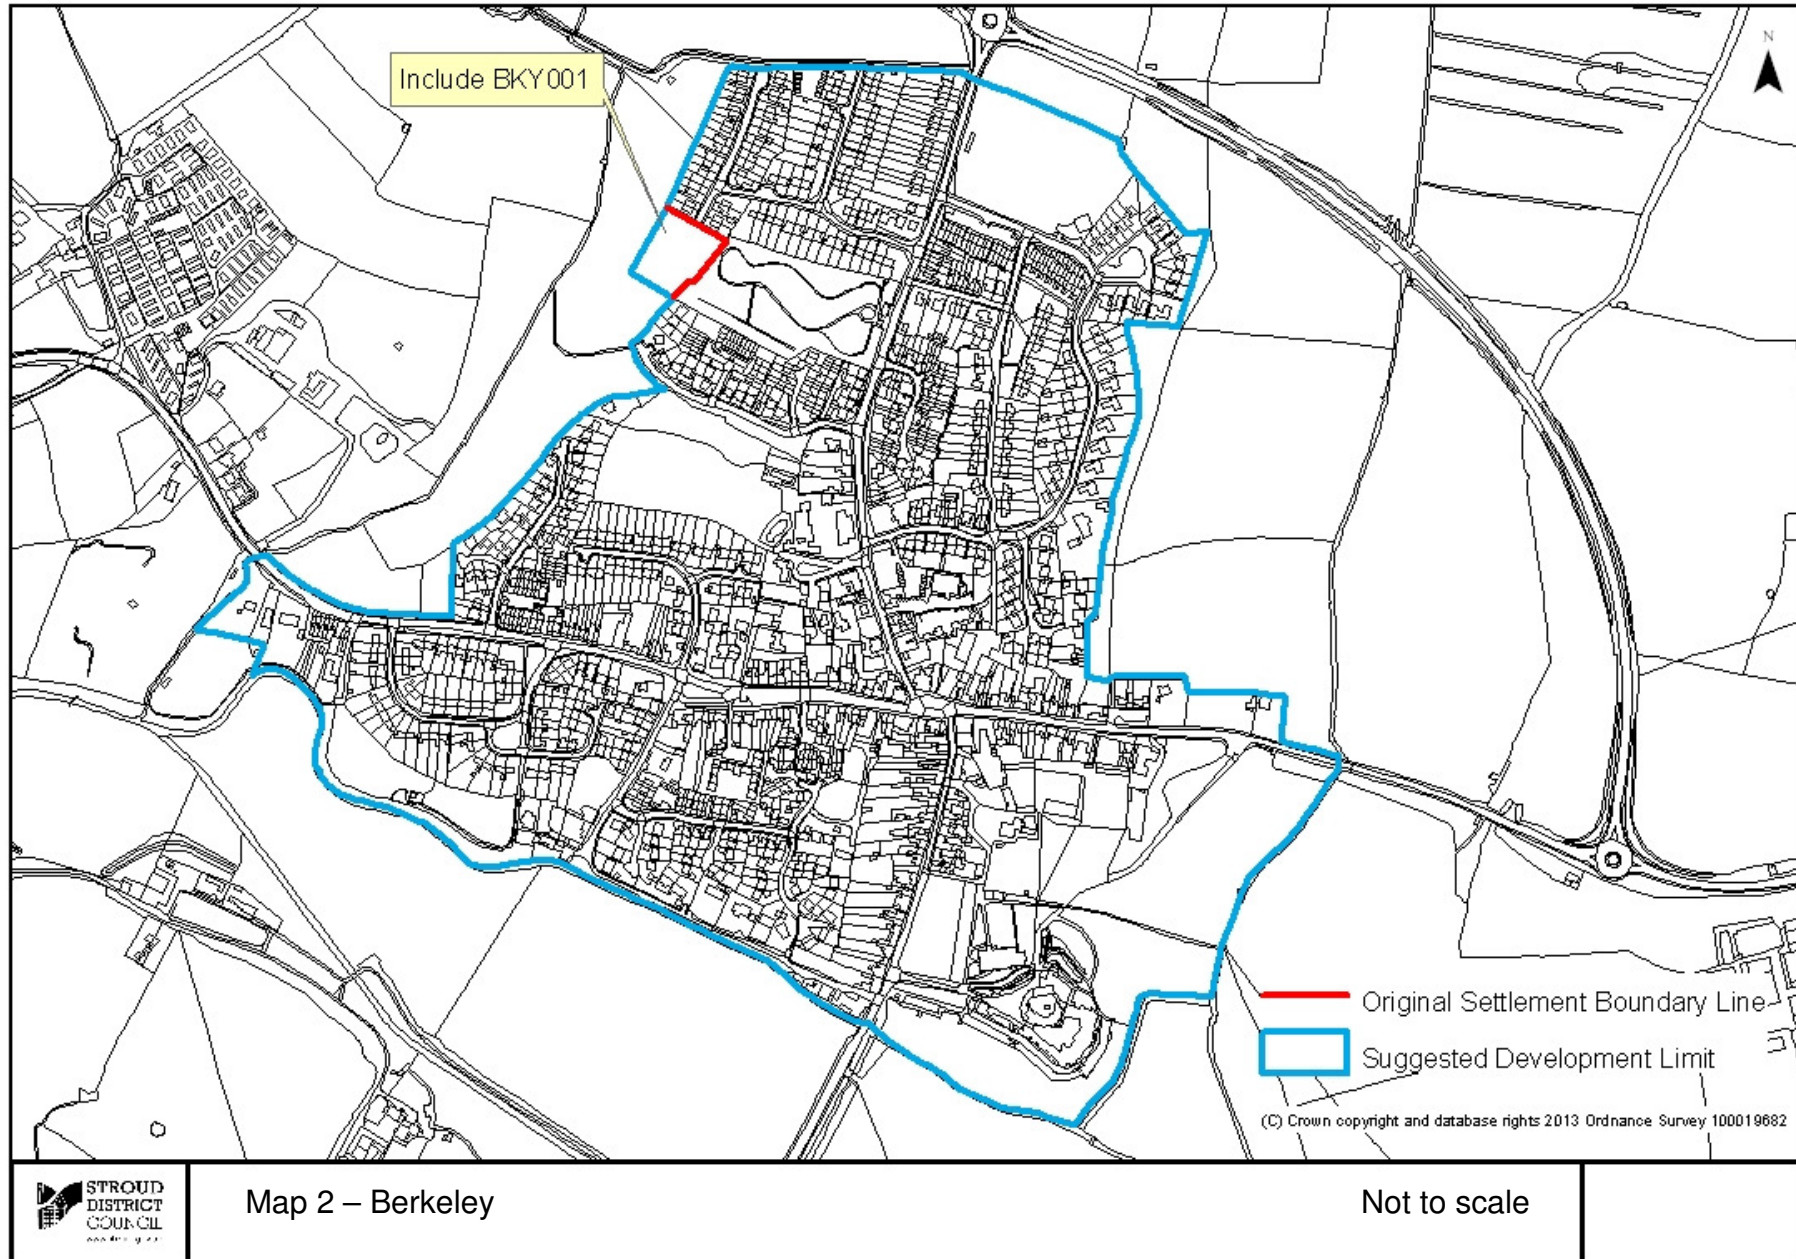 Include BKY001
N
Original Settlement Boundary Line
Suggested Development Limit
(C) Crown copyright and database rights 2013 Ordnance Survey 100019682
STROUD
DISTRICT
COUNCIL
Map 2 – Berkeley
Not to scale